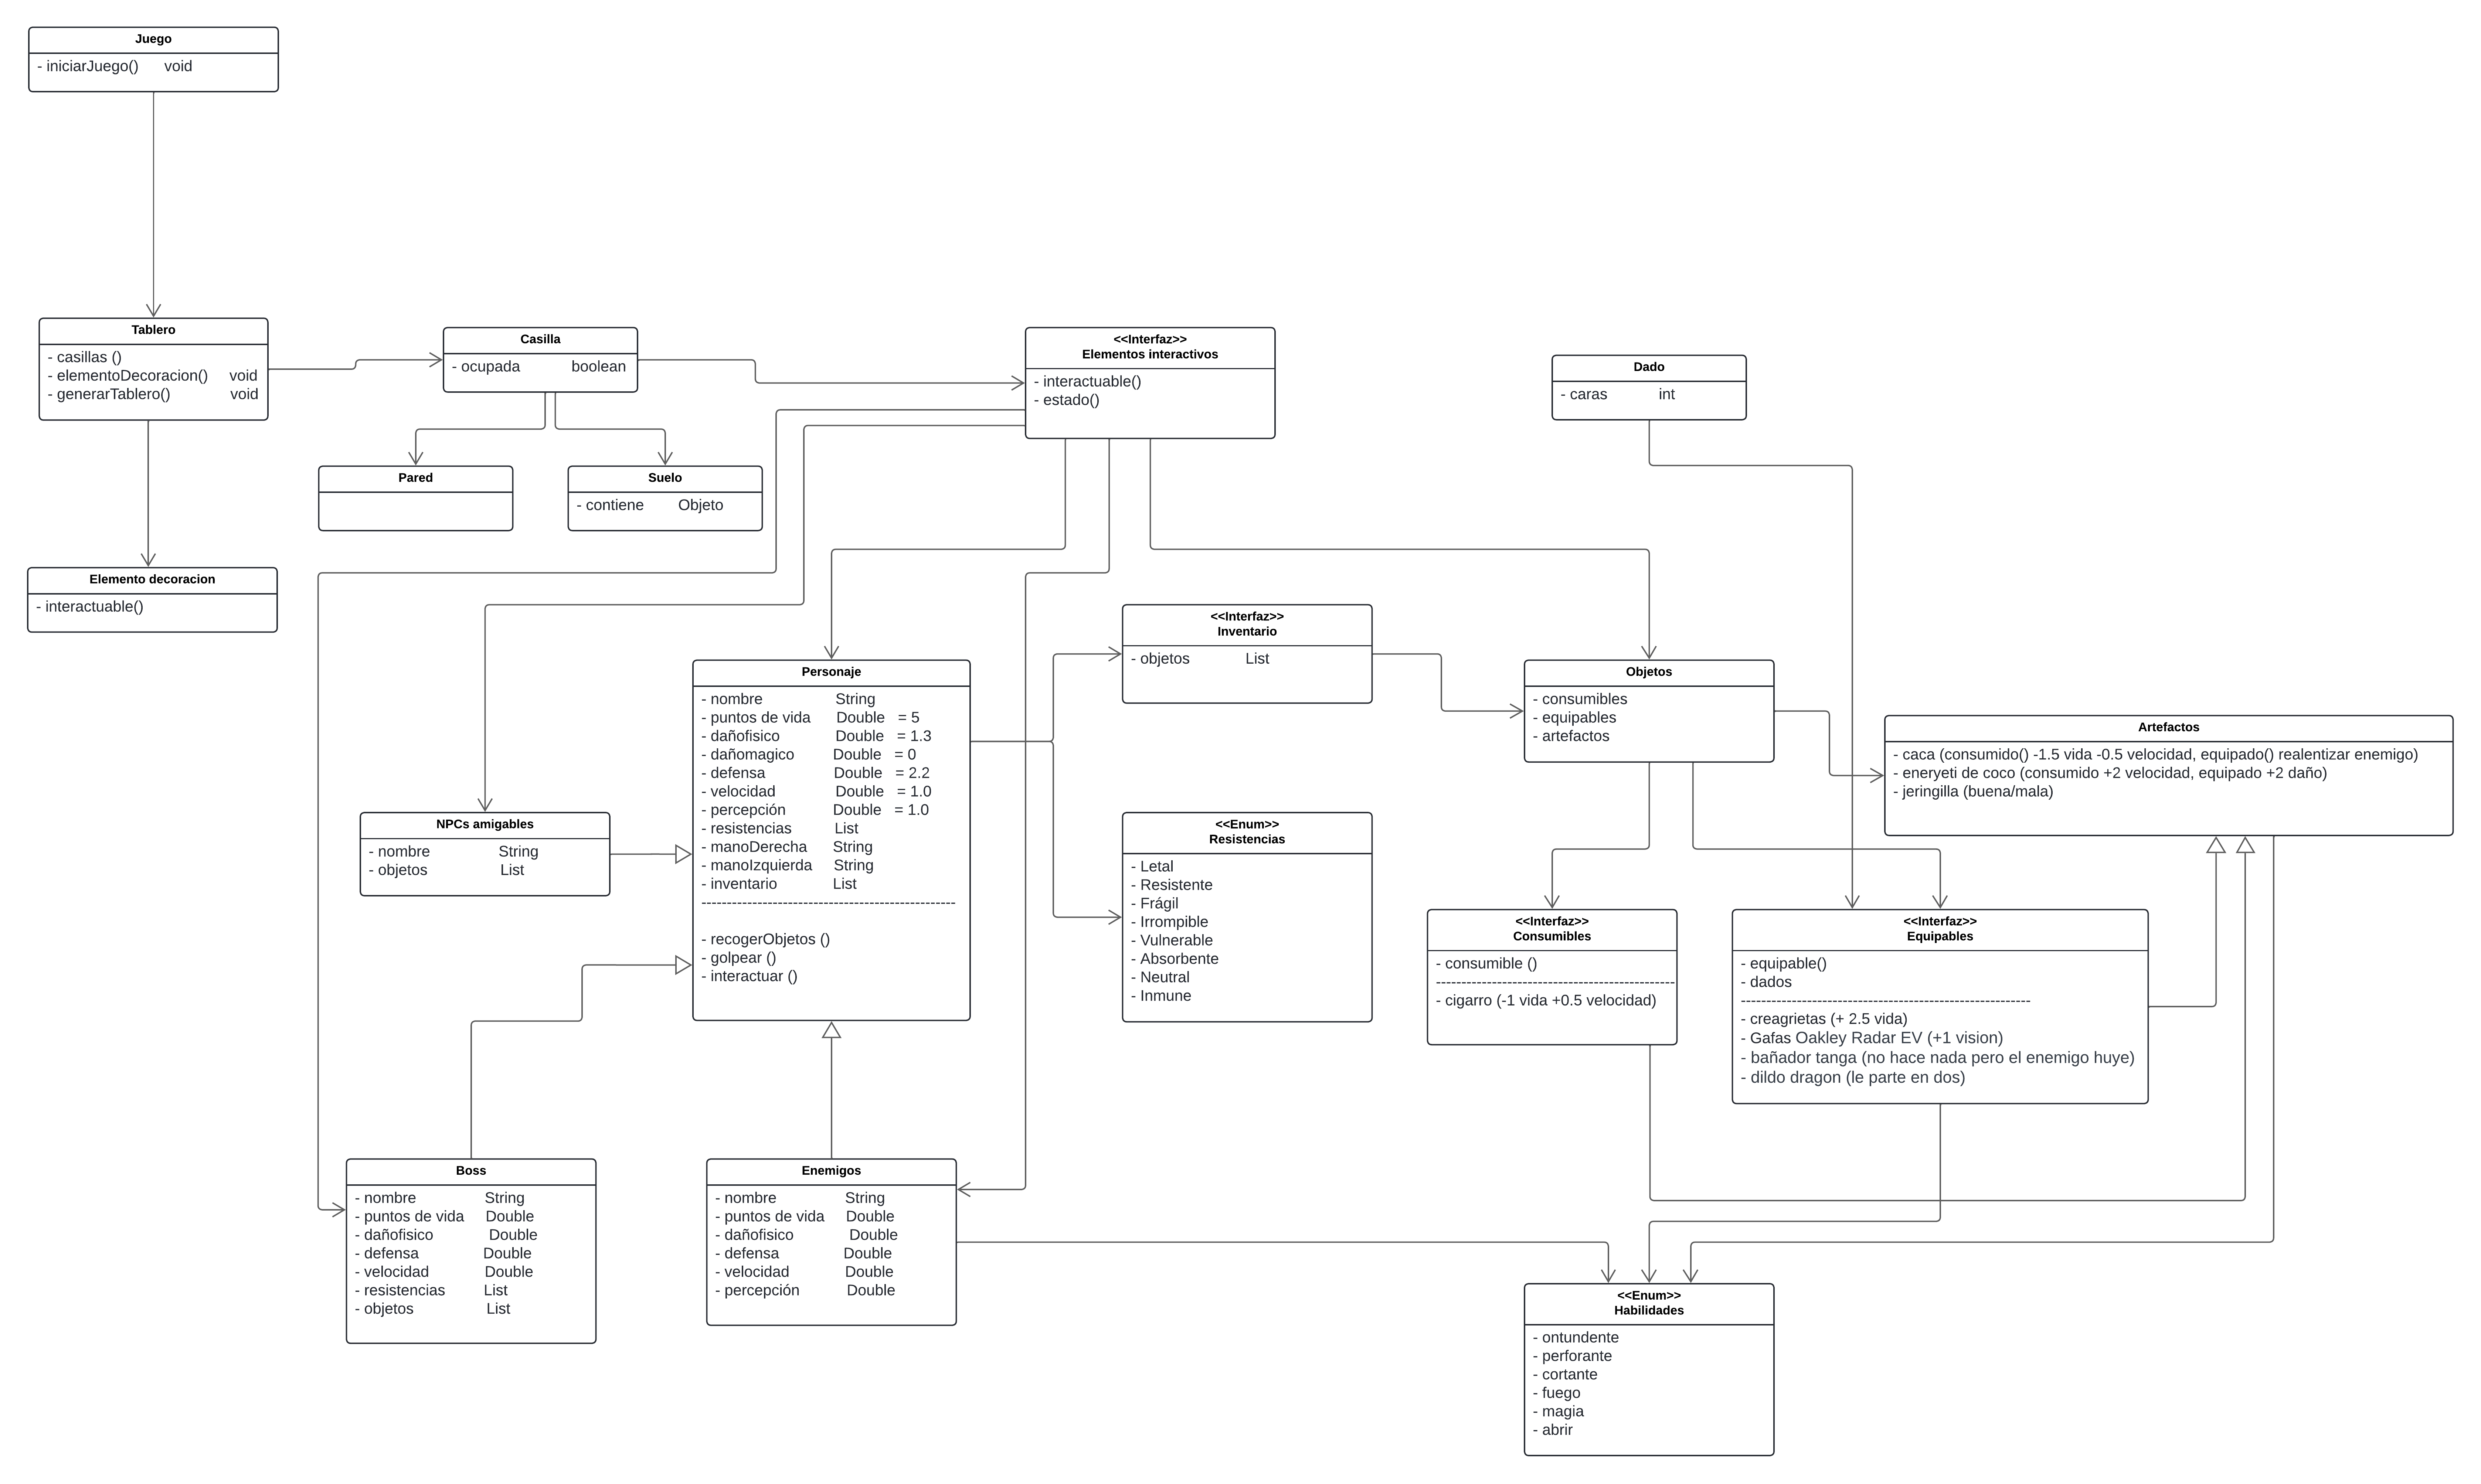 Juego
- iniciarJuego() void
Tablero
- casillas ()
- elementoDecoracion() void
- generarTablero() void
Casilla
- ocupada boolean
<<Interfaz>>
Elementos interactivos
- interactuable()
- estado()
Dado
- caras int
Pared
Suelo
- contiene Objeto
Elemento decoracion
- interactuable()
<<Interfaz>>
Inventario
- objetos List
Personaje
- nombre String
- puntos de vida Double = 5
- dañofisico Double = 1.3
- dañomagico Double = 0
- defensa Double = 2.2
- velocidad Double = 1.0
- percepción Double = 1.0
- resistencias List
- manoDerecha String
- manoIzquierda String
- inventario List
--------------------------------------------------
- recogerObjetos ()
- golpear ()
- interactuar ()
Objetos
- consumibles
- equipables
- artefactos
Artefactos
- caca (consumido() -1.5 vida -0.5 velocidad, equipado() realentizar enemigo)
- eneryeti de coco (consumido +2 velocidad, equipado +2 daño)
- jeringilla (buena/mala)
NPCs amigables
- nombre String
- objetos List
<<Enum>>
Resistencias
- Letal
- Resistente
- Frágil
- Irrompible
- Vulnerable
- Absorbente
- Neutral
- Inmune
<<Interfaz>>
Consumibles
- consumible ()
-----------------------------------------------
- cigarro (-1 vida +0.5 velocidad)
<<Interfaz>>
Equipables
- equipable()
- dados
---------------------------------------------------------
- creagrietas (+ 2.5 vida)
- Gafas Oakley Radar EV (+1 vision)
- bañador tanga (no hace nada pero el enemigo huye)
- dildo dragon (le parte en dos)
Boss
- nombre String
- puntos de vida Double
- dañofisico Double
- defensa Double
- velocidad Double
- resistencias List
- objetos List
Enemigos
- nombre String
- puntos de vida Double
- dañofisico Double
- defensa Double
- velocidad Double
- percepción Double
<<Enum>>
Habilidades
- ontundente
- perforante
- cortante
- fuego
- magia
- abrir